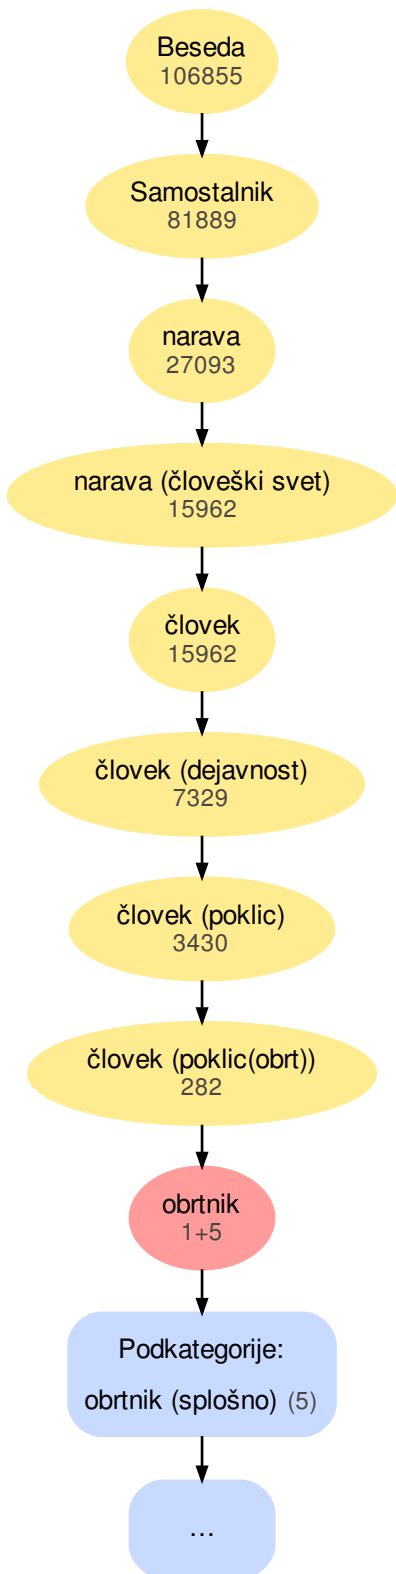 Beseda
106855
Samostalnik
81889
narava
27093
narava (človeški svet)
15962
človek
15962
človek (dejavnost)
7329
človek (poklic)
3430
človek (poklic(obrt))
282
obrtnik
1+5
Podkategorije:
obrtnik (splošno) (5)
...